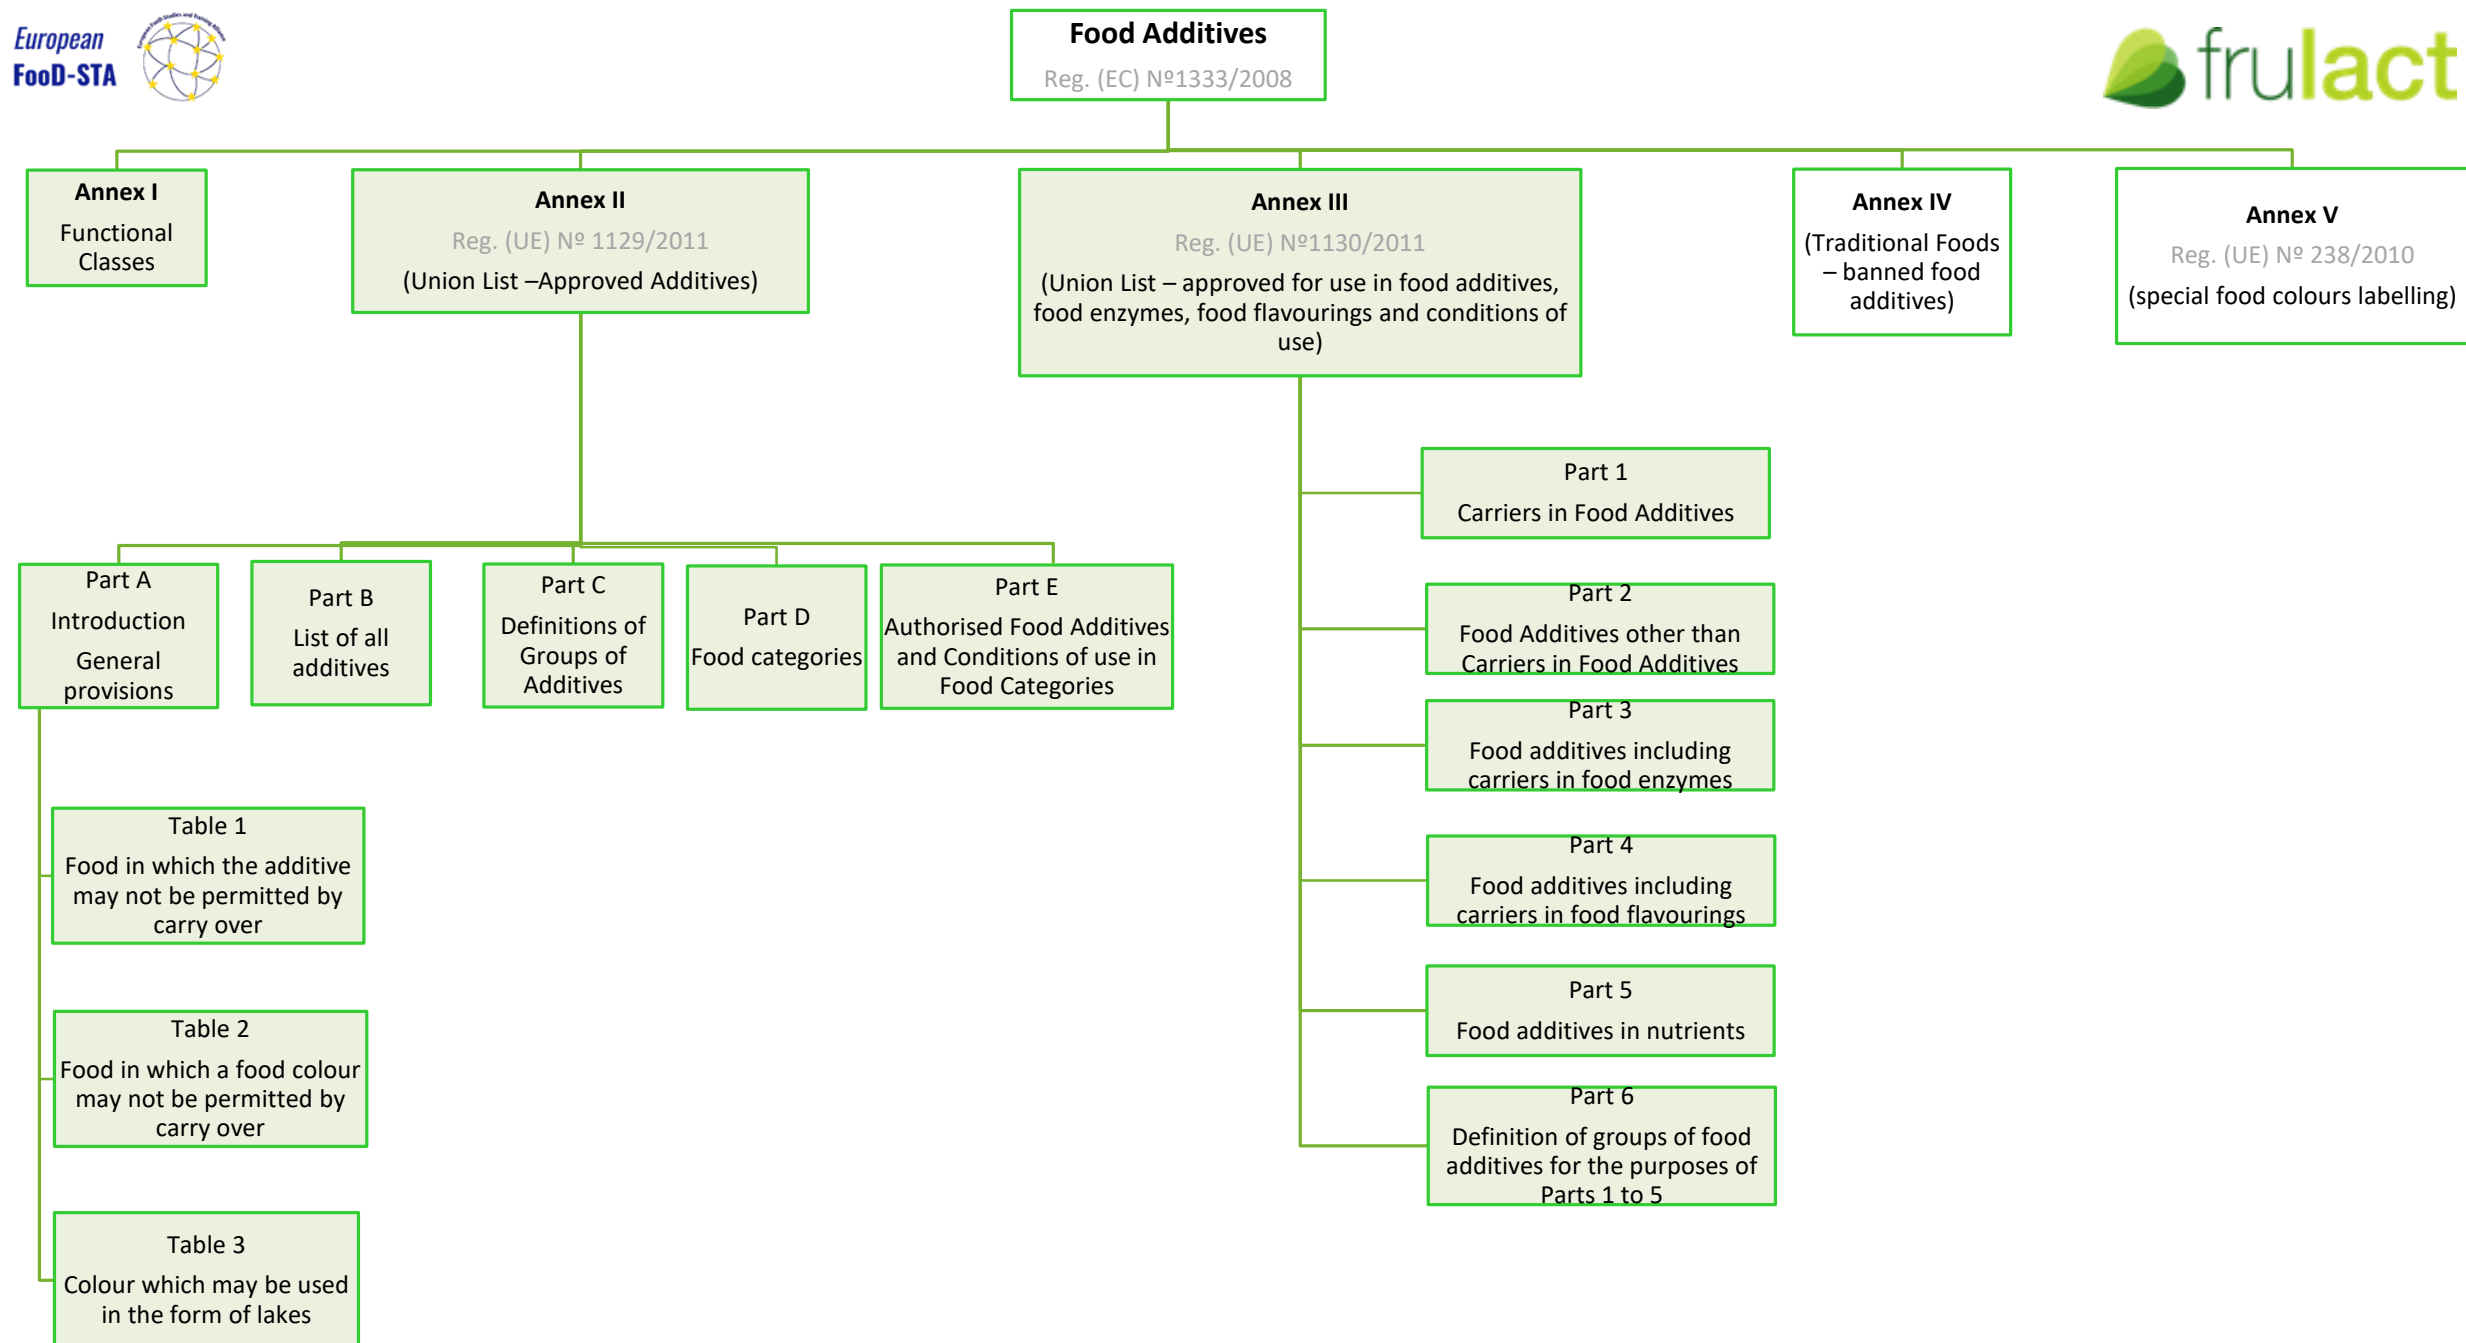 European
FooD-STA
European FooD-Studies and Training Alliance
Food Additives
Reg. (EC) Nº1333/2008
frulact
Annex I
Functional
Classes
Annex II
Reg. (UE) Nº 1129/2011
(Union List –Approved Additives)
Annex III
Reg. (UE) Nº1130/2011
(Union List – approved for use in food additives,
food enzymes, food flavourings and conditions of
use)
Annex IV
(Traditional Foods
– banned food
additives)
Annex V
Reg. (UE) Nº 238/2010
(special food colours labelling)
Part A
Introduction
General
provisions
Part B
List of all
additives
Part C
Definitions of
Groups of
Additives
Part D
Food categories
Part E
Authorised Food Additives
and Conditions of use in
Food Categories
Table 1
Food in which the additive
may not be permitted by
carry over
Table 2
Food in which a food colour
may not be permitted by
carry over
Table 3
Colour which may be used
in the form of lakes
Part 1
Carriers in Food Additives
Part 2
Food Additives other than
Carriers in Food Additives
Part 3
Food additives including
carriers in food enzymes
Part 4
Food additives including
carriers in food flavourings
Part 5
Food additives in nutrients
Part 6
Definition of groups of food
additives for the purposes of
Parts 1 to 5